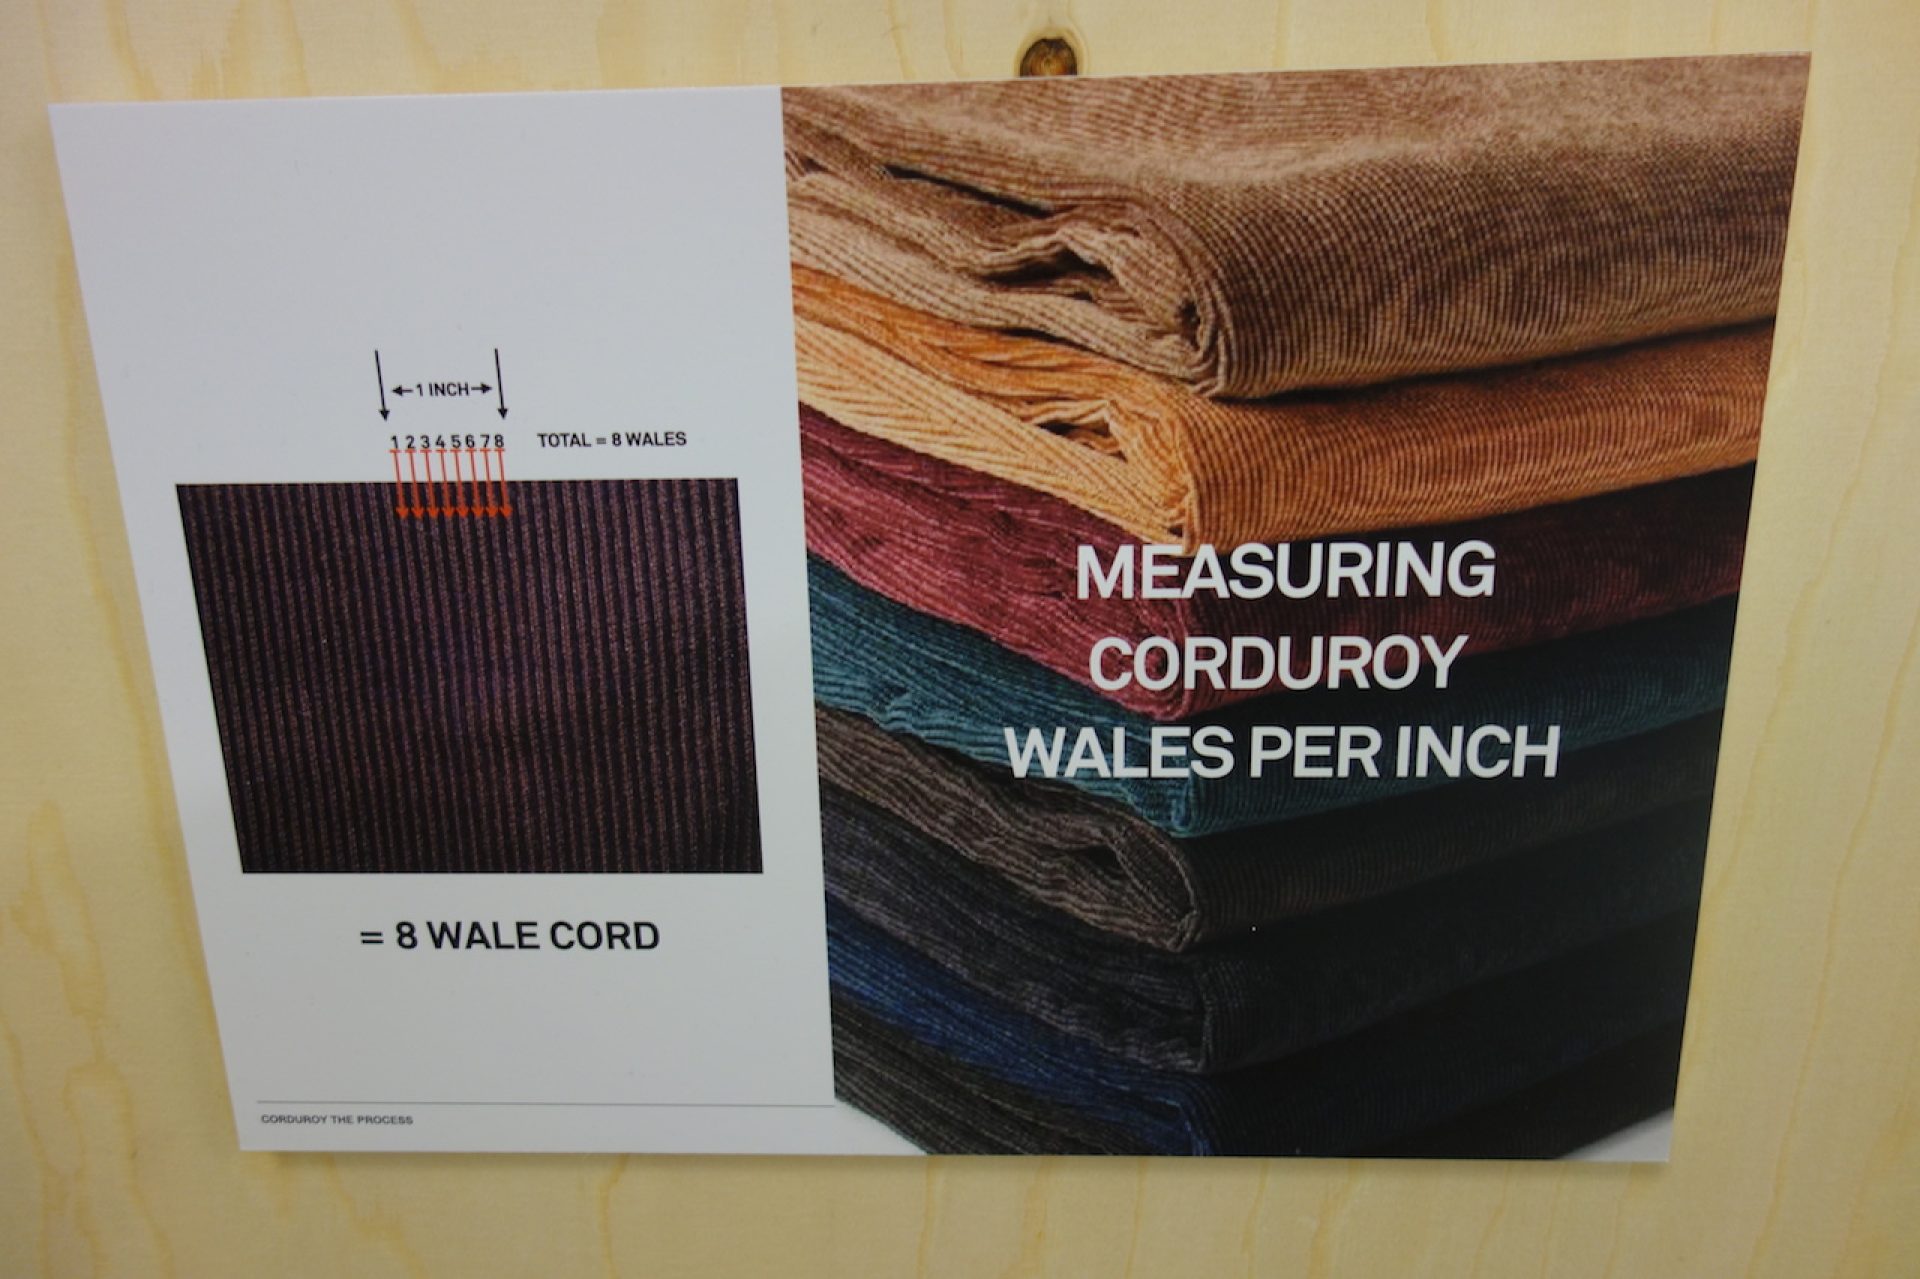 ←1 INCH→
1 2 3 4 5 6 7 8 TOTAL = 8 WALES
= 8 WALE CORD
CORDUROY THE PROCESS
MEASURING
CORDUROY
WALES PER INCH